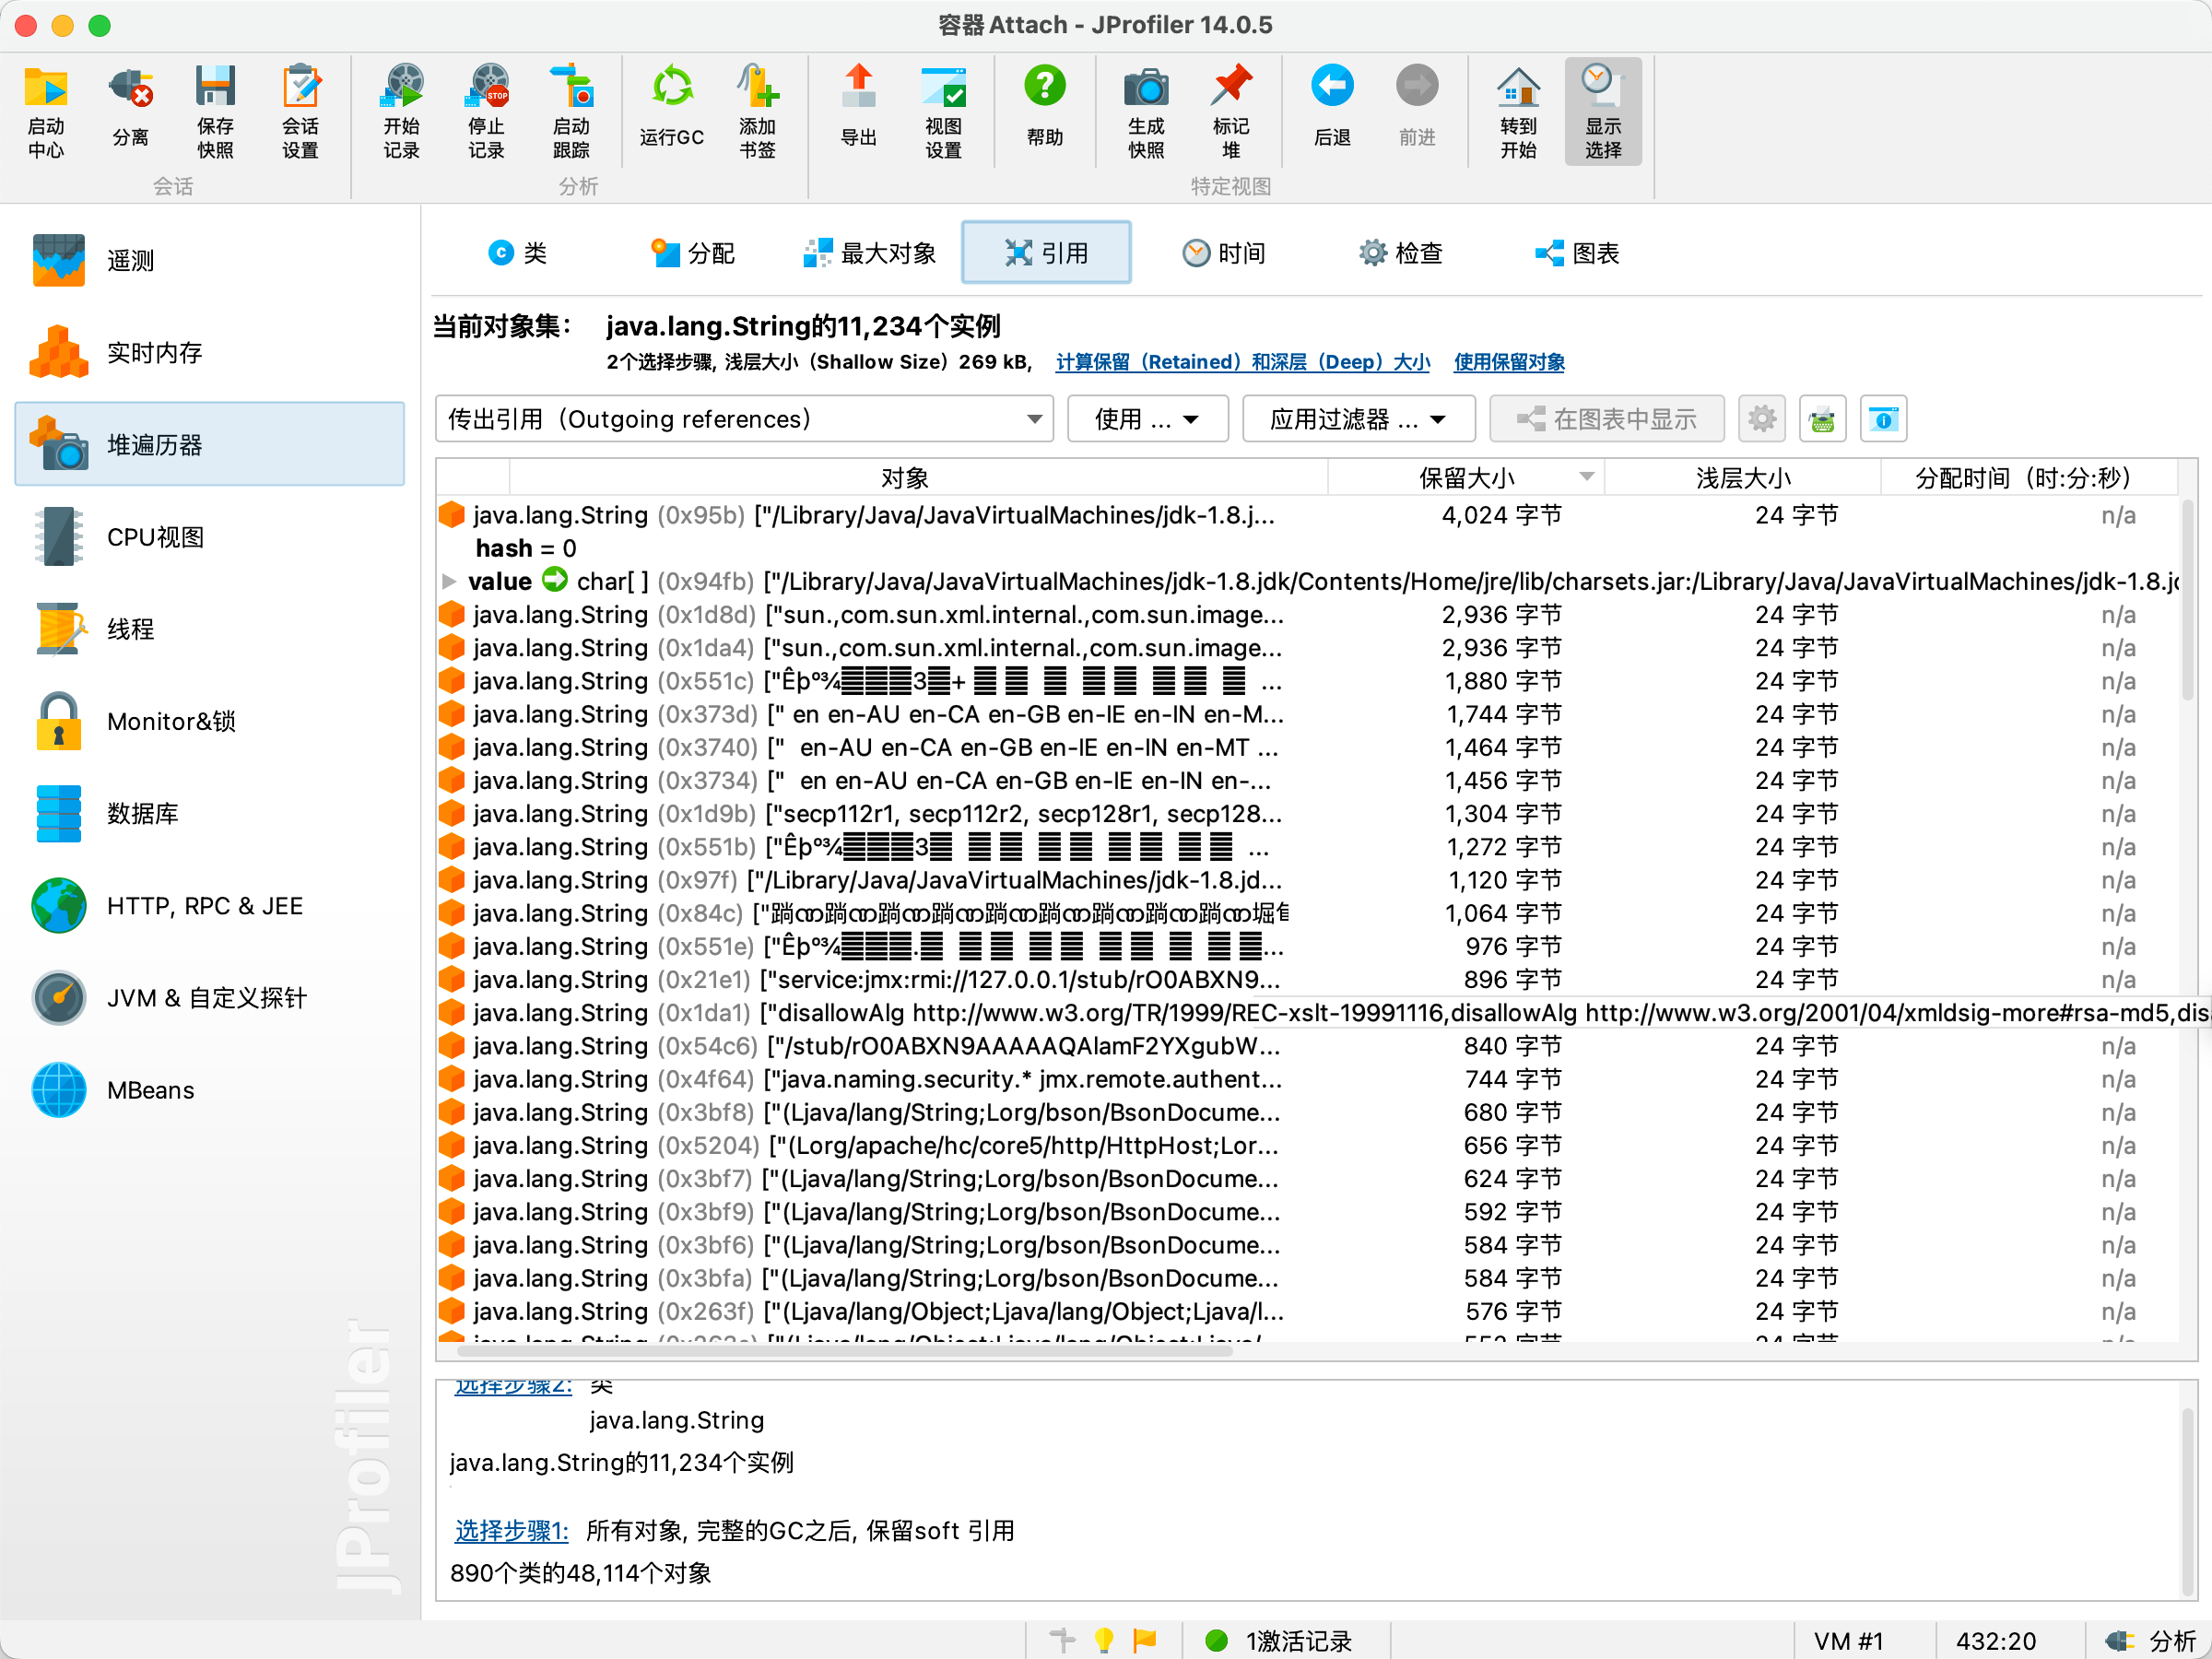 容器 Attach - JProfiler 14.0.5
启动中心
分离
保存快照
会话设置
开始记录
停止记录
启动跟踪
运行GC
添加书签
导出
视图设置
帮助
生成快照
标记堆
后退
前进
转到开始
显示选择
会话
分析
特定视图
遥测
实时内存
堆遍历器
CPU视图
线程
Monitor&锁
数据库
HTTP, RPC & JEE
JVM & 自定义探针
MBeans
JProfiler
类
分配
最大对象
引用
时间
检查
图表
当前对象集: java.lang.String的11,234个实例
2个选择步骤, 浅层大小（Shallow Size）269 kB, 计算保留（Retained）和深层（Deep）大小 使用保留对象
传出引用（Outgoing references） 使用 ... 应用过滤器 ... 在图表中显示
对象 保留大小 浅层大小 分配时间（时:分:秒）
java.lang.String (0x95b) ["/Library/Java/JavaVirtualMachines/jdk-1.8.j... 4,024 字节 24 字节 n/a
hash = 0
value char[ ] (0x94fb) ["/Library/Java/JavaVirtualMachines/jdk-1.8.jdk/Contents/Home/jre/lib/charsets.jar:/Library/Java/JavaVirtualMachines/jdk-1.8.jd
java.lang.String (0x1d8d) ["sun.,com.sun.xml.internal.,com.sun.image... 2,936 字节 24 字节 n/a
java.lang.String (0x1da4) ["sun.,com.sun.xml.internal.,com.sun.image... 2,936 字节 24 字节 n/a
java.lang.String (0x551c) ["Êþº¾ 3 + ... 1,880 字节 24 字节 n/a
java.lang.String (0x373d) [" en en-AU en-CA en-GB en-IE en-IN en-M... 1,744 字节 24 字节 n/a
java.lang.String (0x3740) ["  en-AU en-CA en-GB en-IE en-IN en-MT ... 1,464 字节 24 字节 n/a
java.lang.String (0x3734) ["  en en-AU en-CA en-GB en-IE en-IN en-... 1,456 字节 24 字节 n/a
java.lang.String (0x1d9b) ["secp112r1, secp112r2, secp128r1, secp128... 1,304 字节 24 字节 n/a
java.lang.String (0x551b) ["Êþº¾ 3 ... 1,272 字节 24 字节 n/a
java.lang.String (0x97f) ["/Library/Java/JavaVirtualMachines/jdk-1.8.jd... 1,120 字节 24 字节 n/a
java.lang.String (0x84c) [" 1,064 字节 24 字节 n/a
java.lang.String (0x551e) ["Êþº¾ . ... 976 字节 24 字节 n/a
java.lang.String (0x21e1) ["service:jmx:rmi://127.0.0.1/stub/rO0ABXN9... 896 字节 24 字节 n/a
java.lang.String (0x1da1) ["disallowAlg http://www.w3.org/TR/1999/REC-xslt-19991116,disallowAlg http://www.w3.org/2001/04/xmldsig-more#rsa-md5,disa
java.lang.String (0x54c6) ["/stub/rO0ABXN9AAAAAQAlamF2YXgubW... 840 字节 24 字节 n/a
java.lang.String (0x4f64) ["java.naming.security.* jmx.remote.authent... 744 字节 24 字节 n/a
java.lang.String (0x3bf8) ["(Ljava/lang/String;Lorg/bson/BsonDocume... 680 字节 24 字节 n/a
java.lang.String (0x5204) ["(Lorg/apache/hc/core5/http/HttpHost;Lor... 656 字节 24 字节 n/a
java.lang.String (0x3bf7) ["(Ljava/lang/String;Lorg/bson/BsonDocume... 624 字节 24 字节 n/a
java.lang.String (0x3bf9) ["(Ljava/lang/String;Lorg/bson/BsonDocume... 592 字节 24 字节 n/a
java.lang.String (0x3bf6) ["(Ljava/lang/String;Lorg/bson/BsonDocume... 584 字节 24 字节 n/a
java.lang.String (0x3bfa) ["(Ljava/lang/String;Lorg/bson/BsonDocume... 584 字节 24 字节 n/a
java.lang.String (0x263f) ["(Ljava/lang/Object;Ljava/lang/Object;Ljava/l... 576 字节 24 字节 n/a
选择步骤2: 类
java.lang.String
java.lang.String的11,234个实例
选择步骤1: 所有对象, 完整的GC之后, 保留soft 引用
890个类的48,114个对象
1激活记录 VM #1 432:20 分析